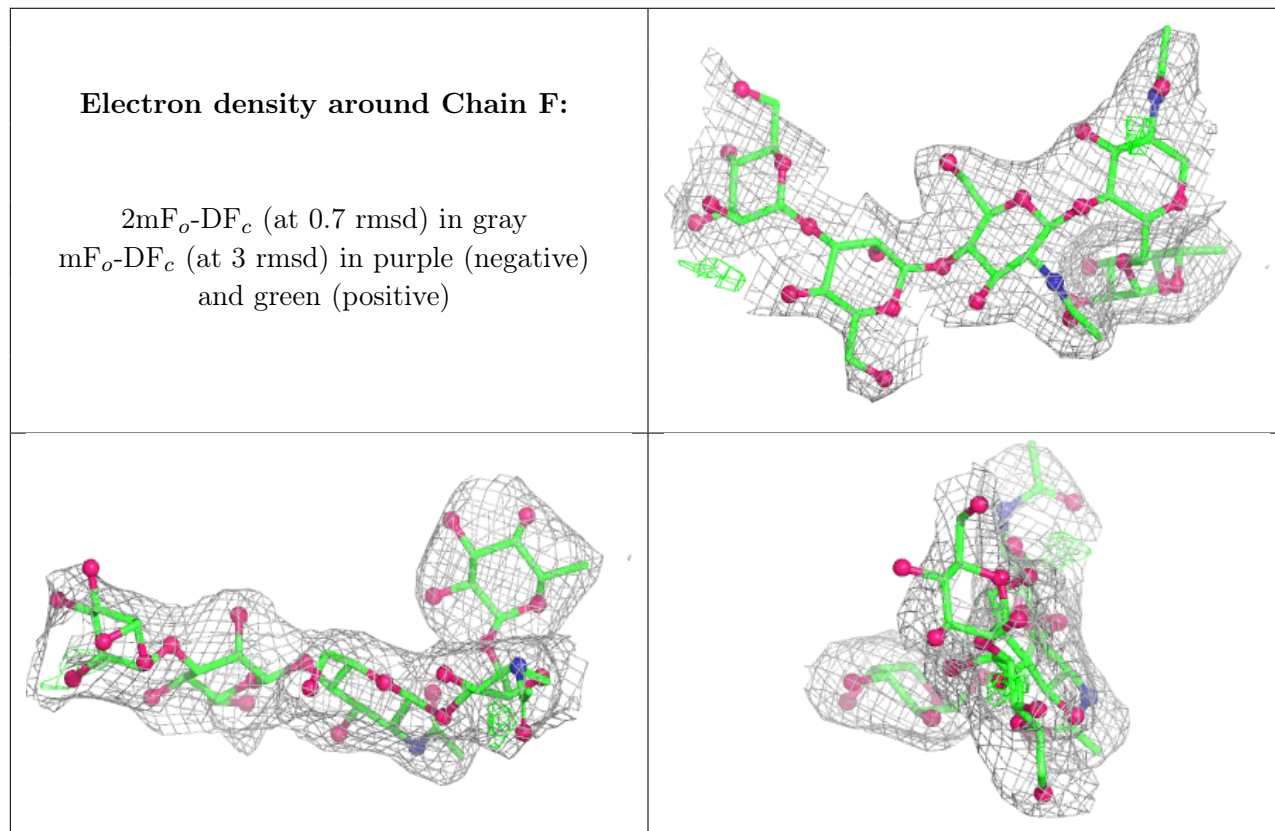 Electron density around Chain F:
2mFₒ-DF𝒸 (at 0.7 rmsd) in gray
mFₒ-DF𝒸 (at 3 rmsd) in purple (negative)
and green (positive)